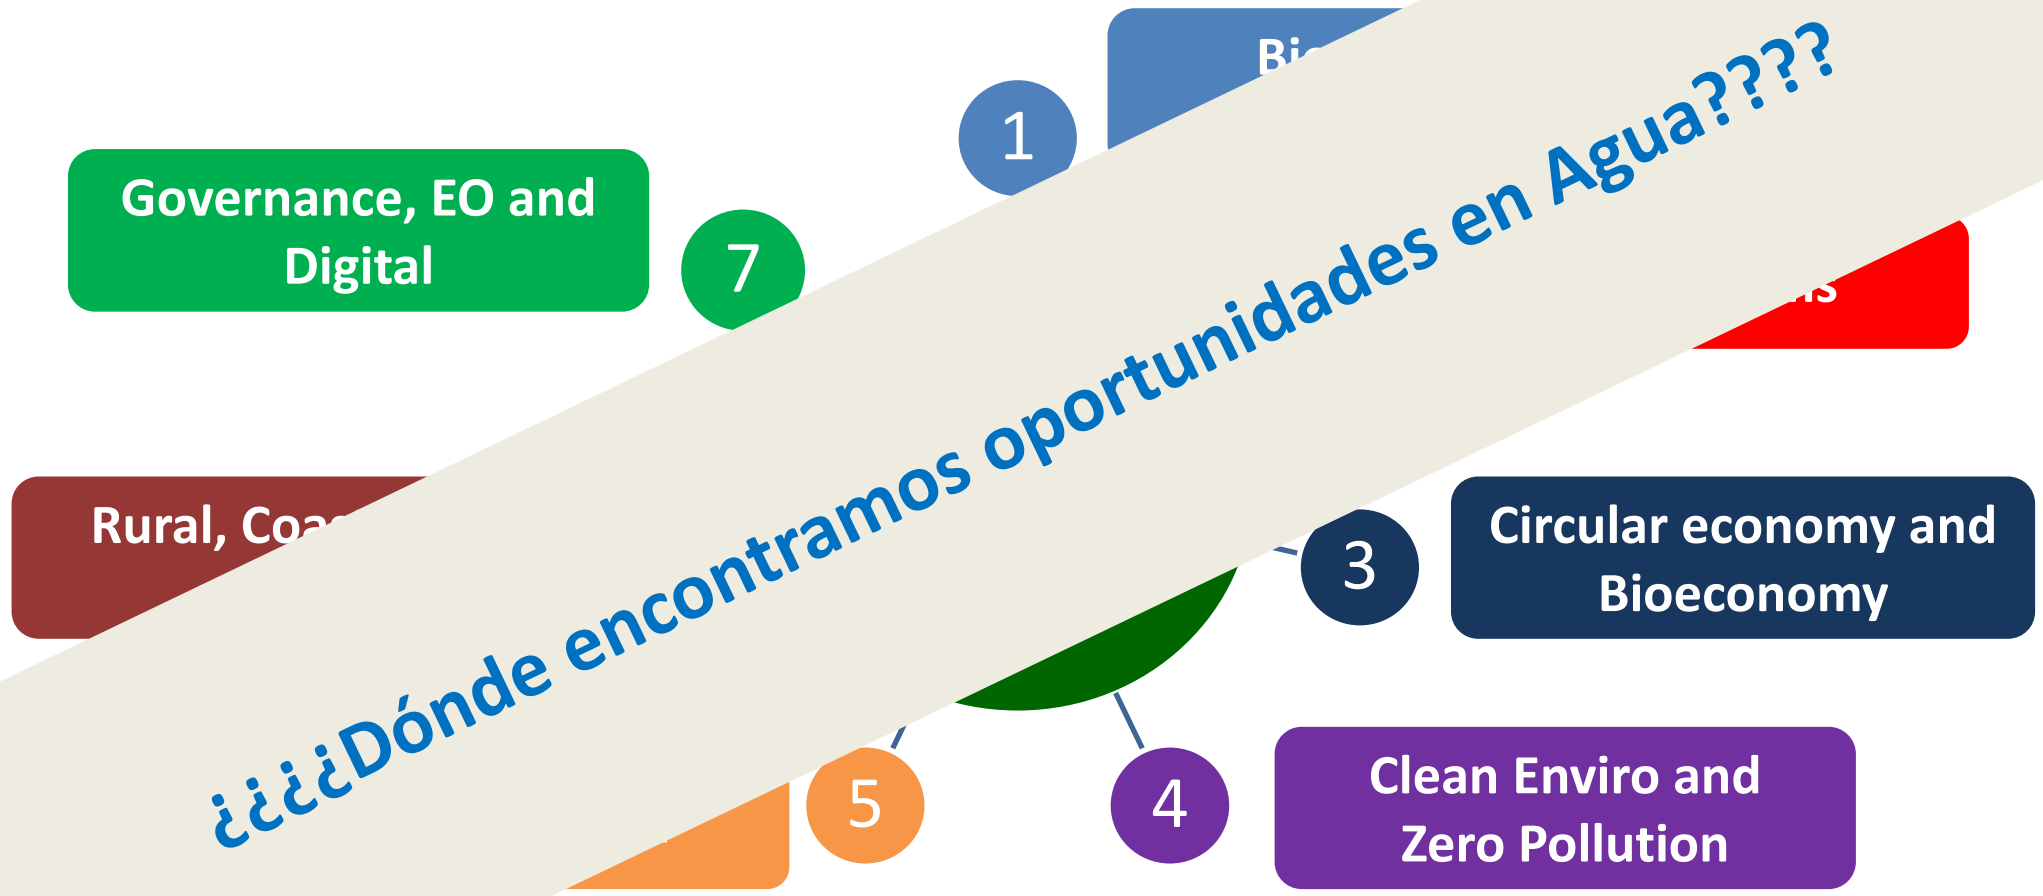 1
Governance, EO and
Digital
7
¿¿¿¿Dónde encontramos oportunidades en Agua????
Rural,
3
Circular economy and
Bioeconomy
5
4
Clean Enviro and
Zero Pollution